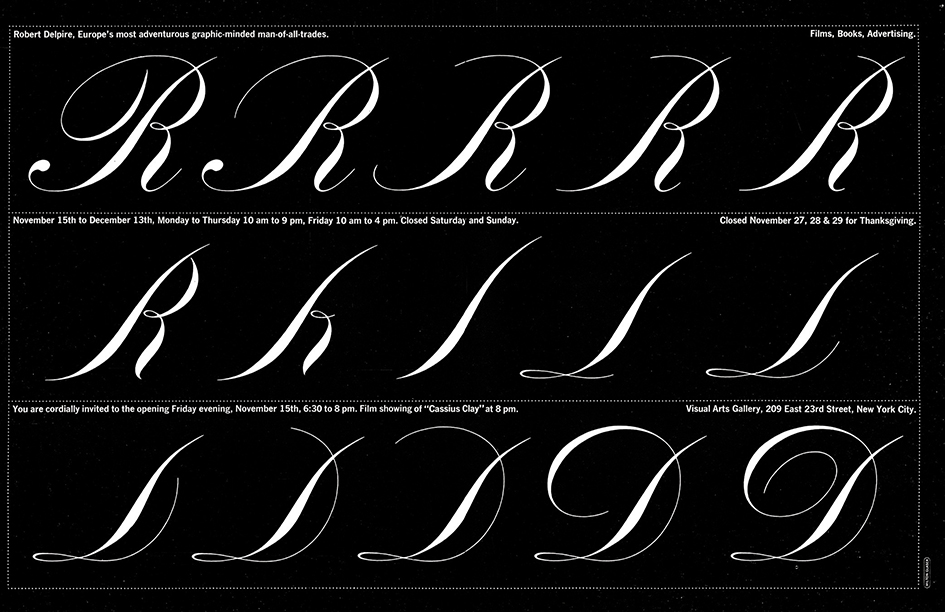 Robert Delpire, Europe's most adventurous graphic-minded man-of-all-trades.
Films, Books, Advertising.
R R R R R
November 15th to December 13th, Monday to Thursday 10 am to 9 pm, Friday 10 am to 4 pm. Closed Saturday and Sunday.
Closed November 27, 28 & 29 for Thanksgiving.
R
You are cordially invited to the opening Friday evening, November 15th, 6:30 to 8 pm. Film showing of "Cassius Clay" at 8 pm.
Visual Arts Gallery, 209 East 23rd Street, New York City.
D D D D
MILTON GLASER